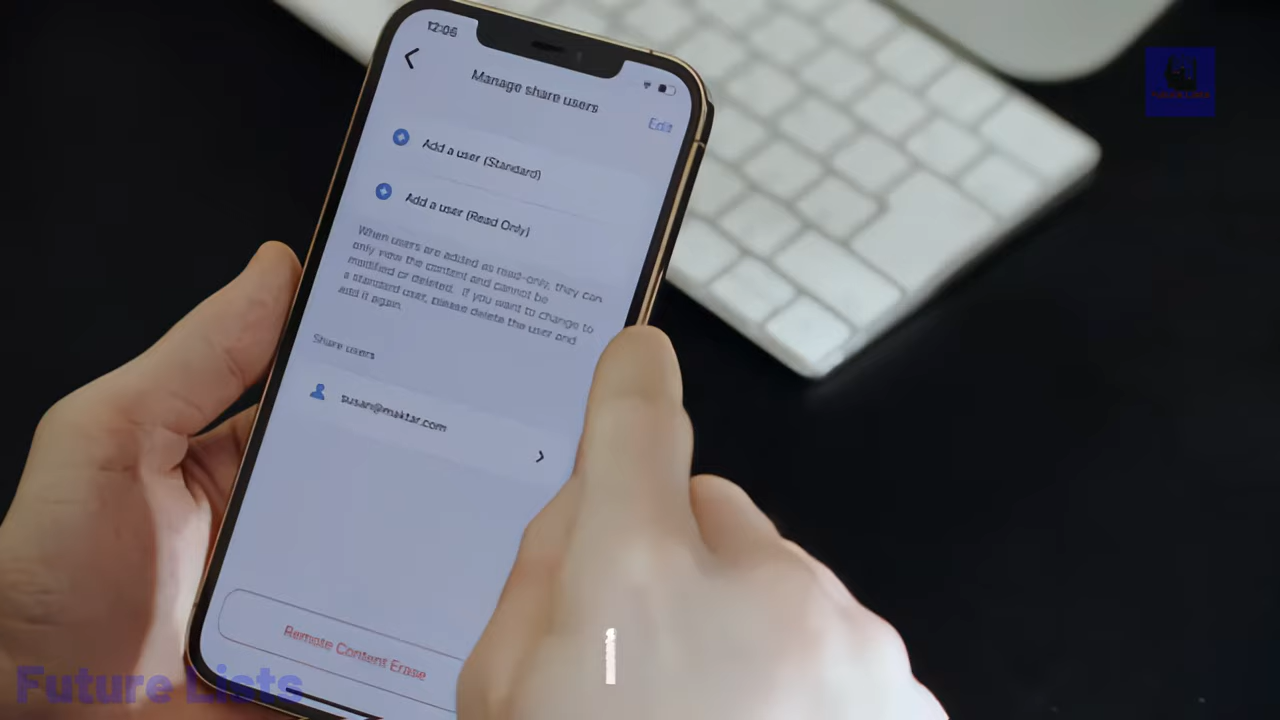 12:06
Manage share users
Edit
Add a user (Standard)
Add a user (Read Only)
When users are added as read-only, they can
only view the content and cannot be
modified or deleted. If you want to change to
a standard user, please delete the user and
add it again.
Share users
susan@maktar.com
Remote Content Erase
Future Lists
i